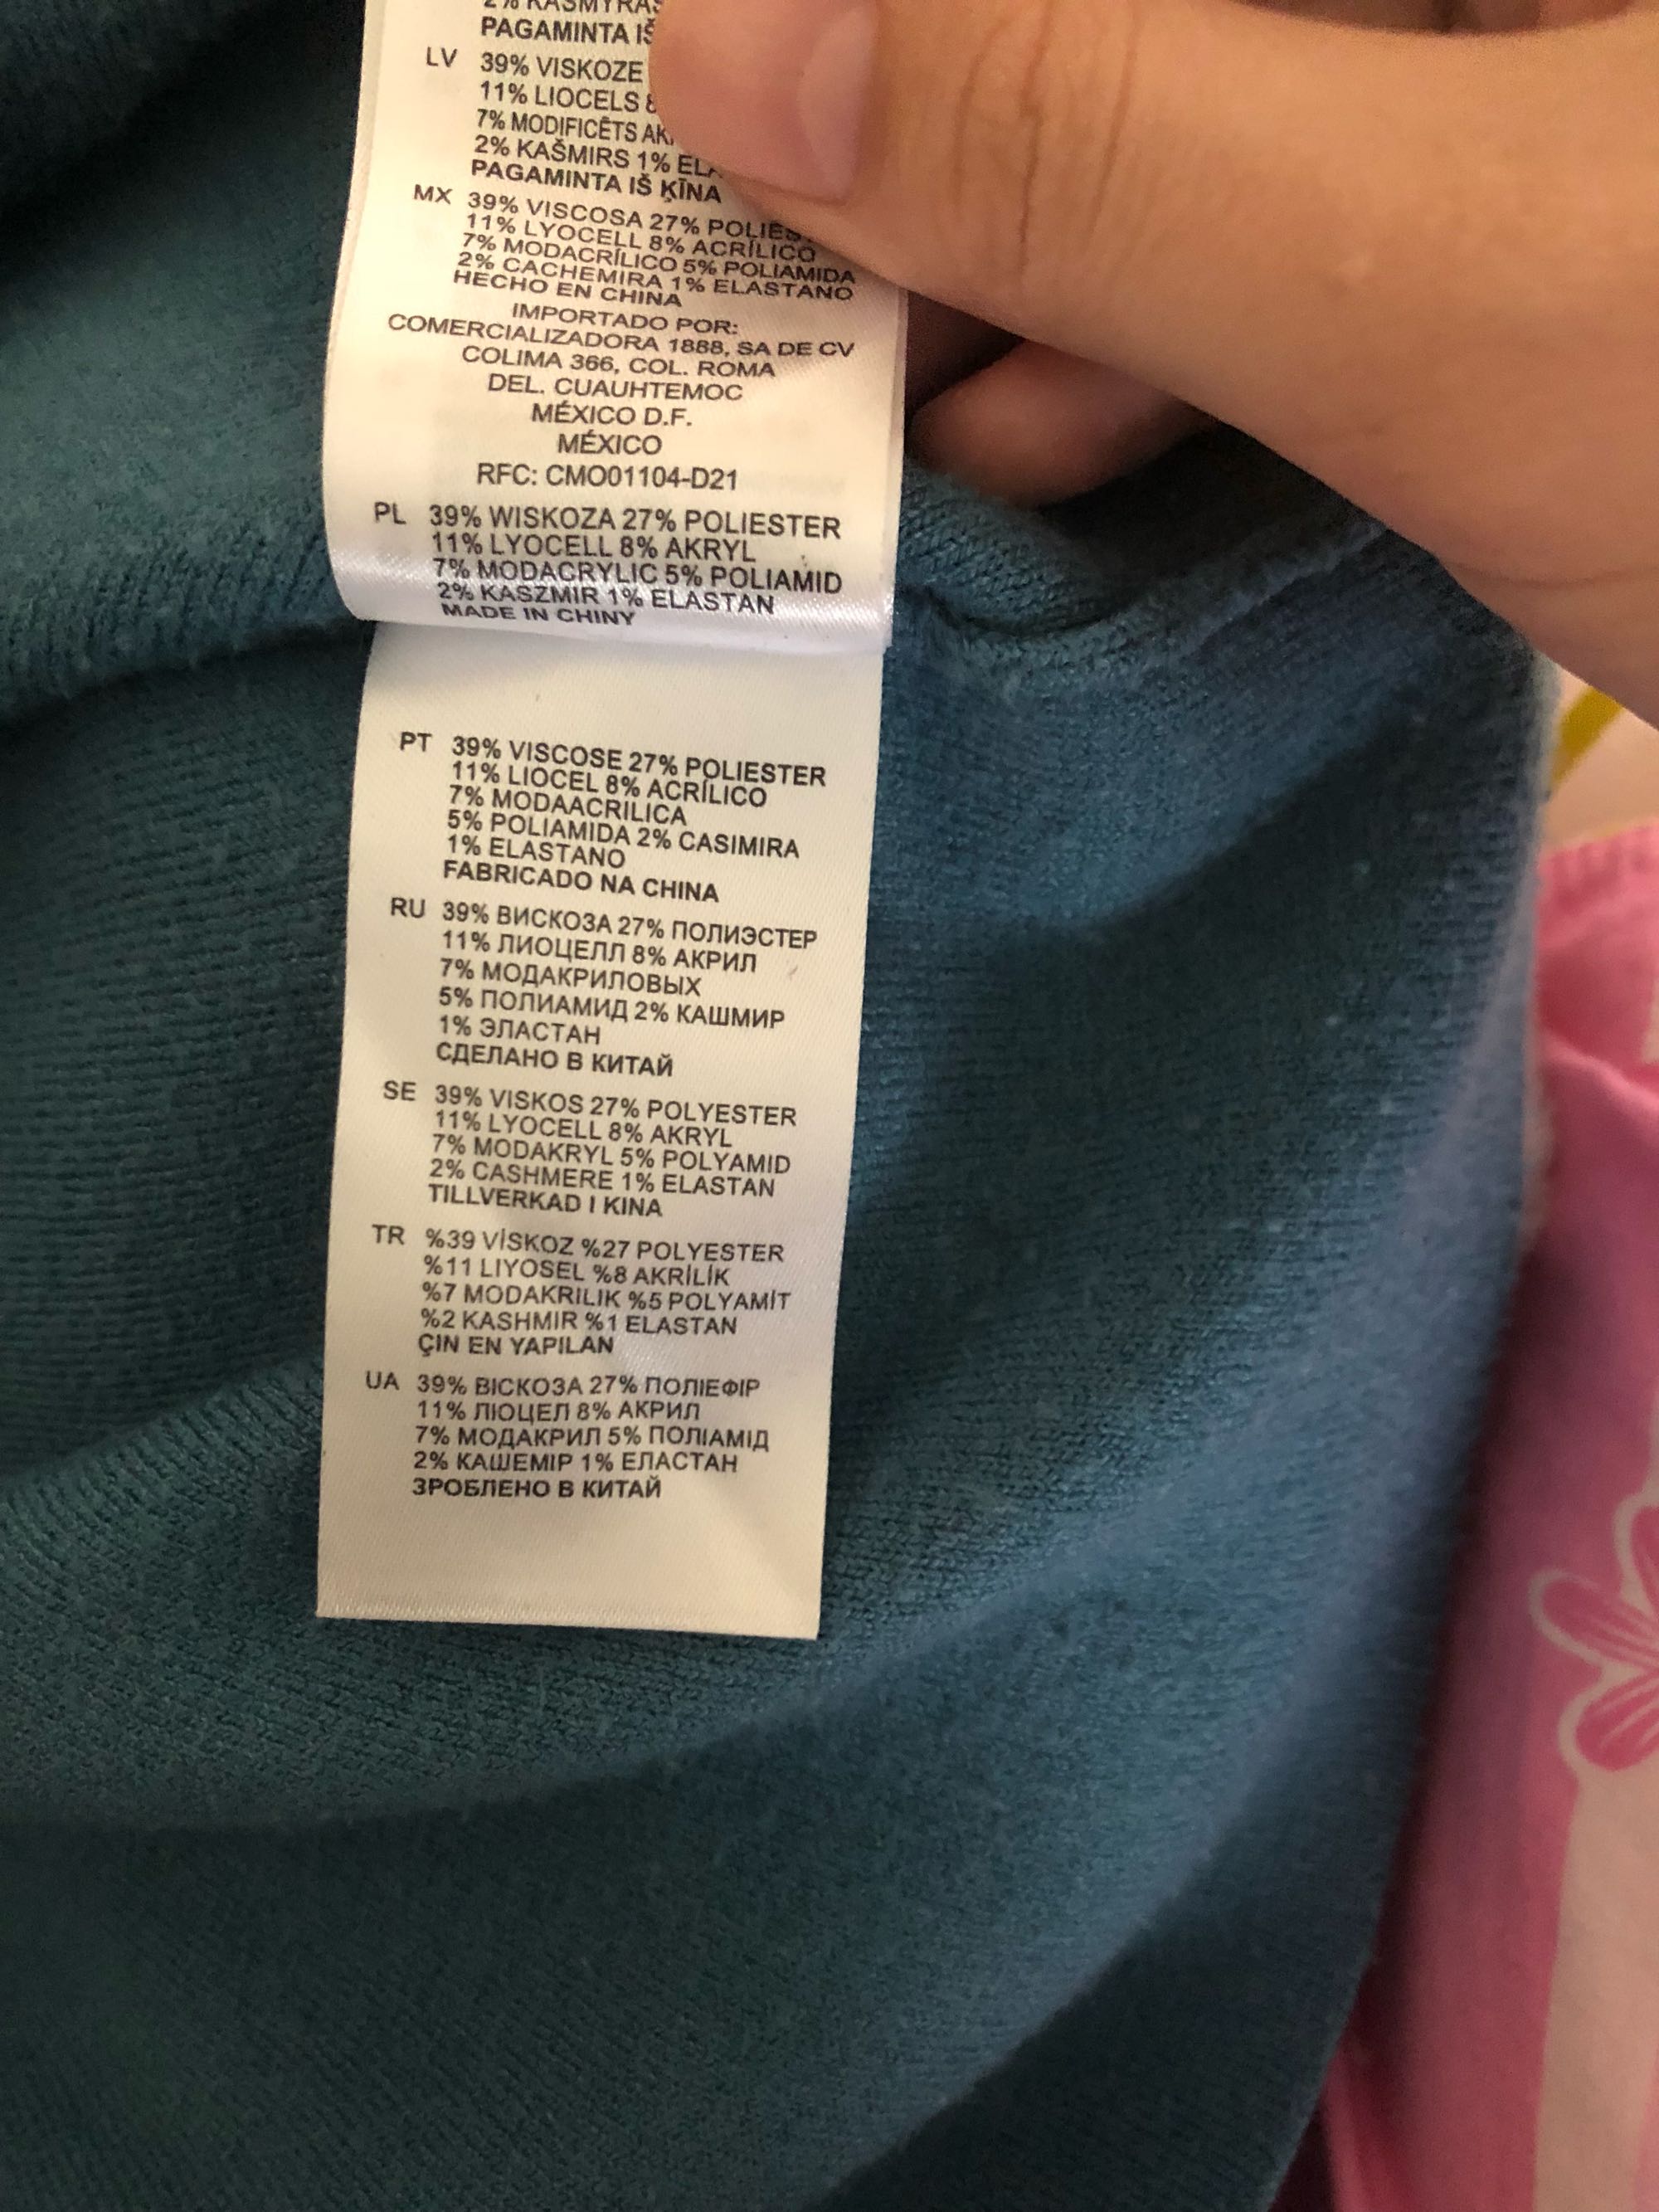 2% KAŠMYRAS
PAGAMINTA IŠ
LV 39% VISKOZE
11% LIOCELS
7% MODIFICĒTS
2% KAŠMIRS 1%
PAGAMINTA IŠ ĶĪNA
MX 39% VISCOSA 27%
11% LYOCELL 8% ACRÍLICO
7% MODACRÍLICO 5% POLIAMIDA
2% CACHEMIRA 1% ELASTANO
HECHO EN CHINA
IMPORTADO POR:
COMERCIALIZADORA 1888, SA DE CV
COLIMA 366, COL. ROMA
DEL. CUAUHTEMOC
MÉXICO D.F.
MÉXICO
RFC: CMO01104-D21
PL 39% WISKOZA 27% POLIESTER
11% LYOCELL 8% AKRYL
7% MODACRYLIC 5% POLIAMID
2% KASZMIR 1% ELASTAN
MADE IN CHINY
PT 39% VISCOSE 27% POLIESTER
11% LIOCEL 8% ACRÍLICO
7% MODAACRILICA
5% POLIAMIDA 2% CASIMIRA
1% ELASTANO
FABRICADO NA CHINA
RU 39% ВИСКОЗА 27% ПОЛИЭСТЕР
11% ЛИОЦЕЛЛ 8% АКРИЛ
7% МОДАКРИЛОВЫХ
5% ПОЛИАМИД 2% КАШМИР
1% ЭЛАСТАН
СДЕЛАНО В КИТАЙ
SE 39% VISKOS 27% POLYESTER
11% LYOCELL 8% AKRYL
7% MODAKRYL 5% POLYAMID
2% CASHMERE 1% ELASTAN
TILLVERKAD I KINA
TR %39 VİSKOZ %27 POLYESTER
%11 LIYOSEL %8 AKRİLİK
%7 MODAKRILIK %5 POLYAMİT
%2 KASHMIR %1 ELASTAN
ÇIN EN YAPILAN
UA 39% ВІСКОЗА 27% ПОЛІЕФІР
11% ЛІОЦЕЛ 8% АКРИЛ
7% МОДАКРИЛ 5% ПОЛІАМІД
2% КАШЕМІР 1% ЕЛАСТАН
ЗРОБЛЕНО В КИТАЙ